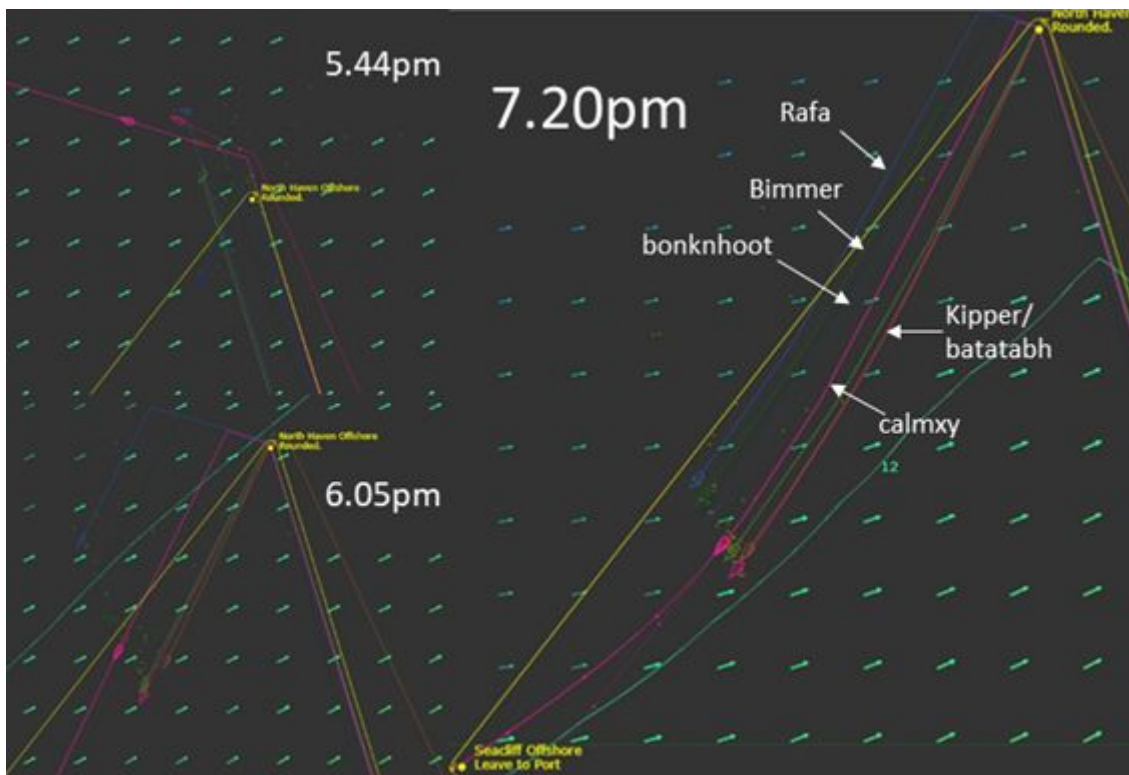 5.44pm
North Haven Offshore
Rounded.
North Haven Offshore
Rounded.
6.05pm
North Haven
Rounded.
7.20pm
Rafa
Bimmer
bonknhoot
Kipper/
batatabh
calmxy
12
Seacliff Offshore
Leave to Port